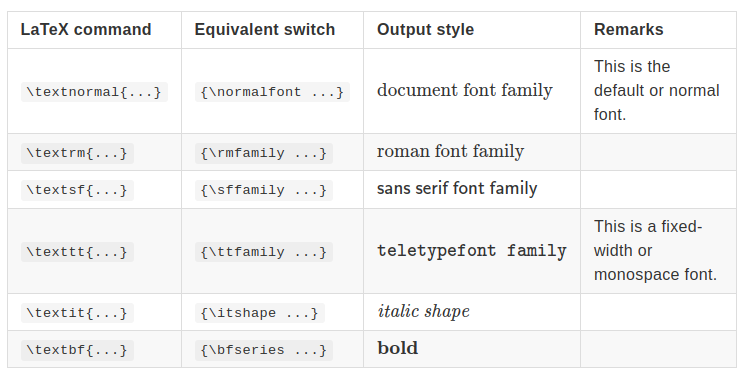 LaTeX command Equivalent switch Output style Remarks
\textnormal{...} {\normalfont ...} document font family This is the
default or normal
font.
\textrm{...} {\rmfamily ...} roman font family
\textsf{...} {\sffamily ...} sans serif font family
\texttt{...} {\ttfamily ...} teletypefont family This is a fixed-
width or
monospace font.
\textit{...} {\itshape ...} italic shape
\textbf{...} {\bfseries ...} bold